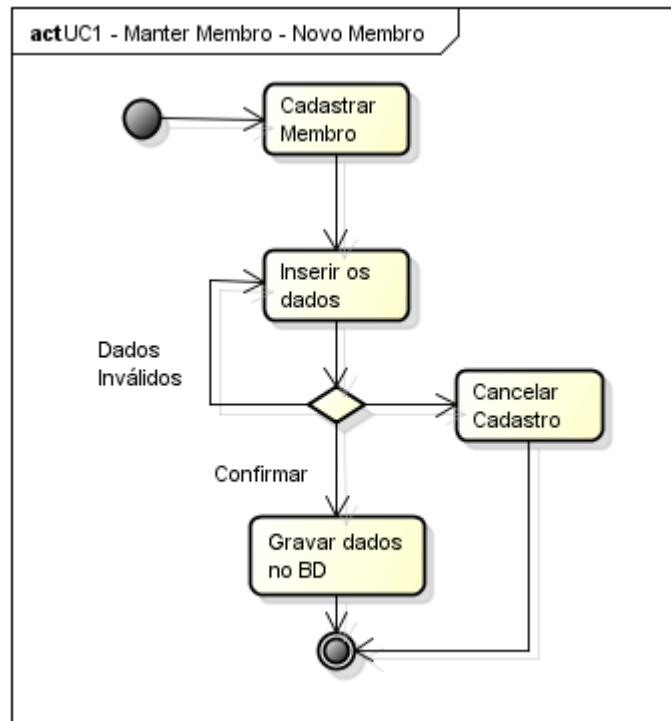 act UC1 - Manter Membro - Novo Membro
Cadastrar
Membro
Inserir os
dados
Dados
Inválidos
Cancelar
Cadastro
Confirmar
Gravar dados
no BD